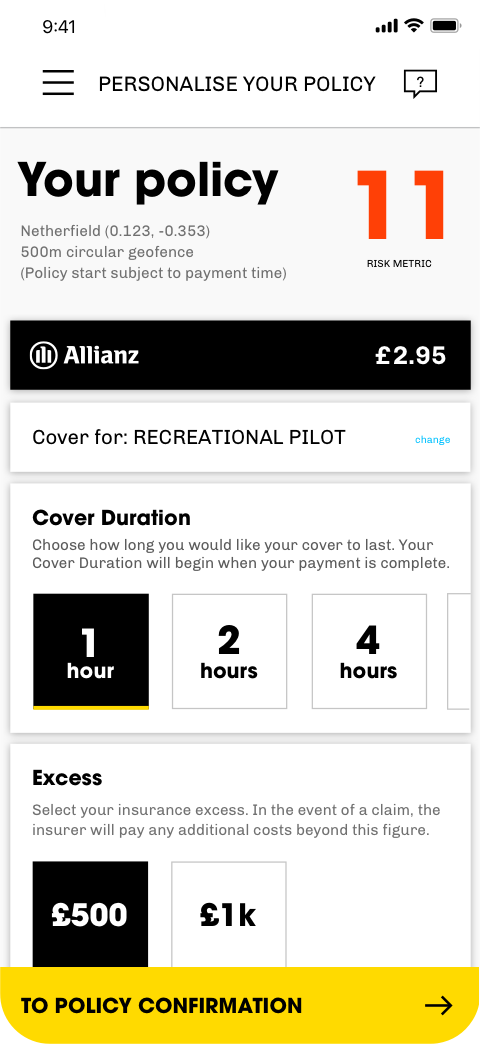 9:41
PERSONALISE YOUR POLICY
?
Your policy
11
Netherfield (0.123, -0.353)
500m circular geofence
(Policy start subject to payment time)
RISK METRIC
Allianz
£2.95
Cover for: RECREATIONAL PILOT
change
Cover Duration
Choose how long you would like your cover to last. Your
Cover Duration will begin when your payment is complete.
1
hour
2
hours
4
hours
Excess
Select your insurance excess. In the event of a claim, the
insurer will pay any additional costs beyond this figure.
£500
£1k
TO POLICY CONFIRMATION